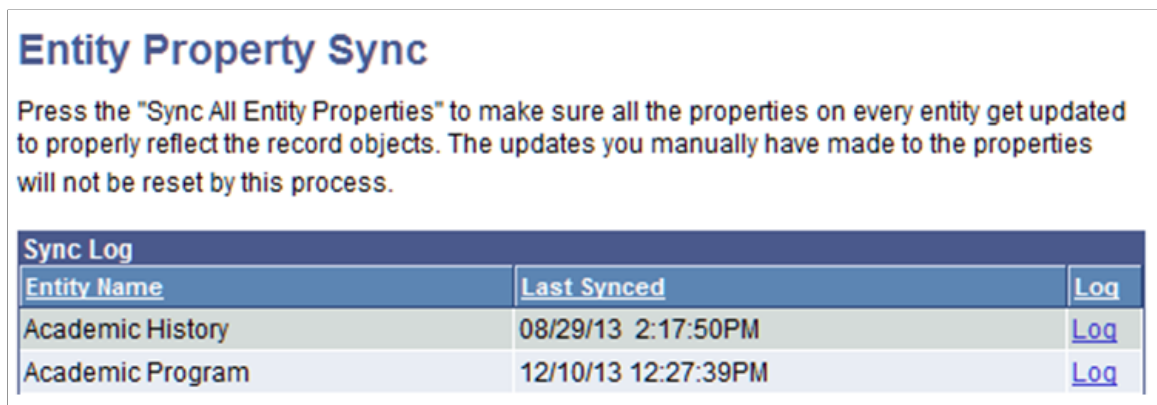 Entity Property Sync
Press the "Sync All Entity Properties" to make sure all the properties on every entity get updated
to properly reflect the record objects. The updates you manually have made to the properties
will not be reset by this process.
Sync Log
Entity Name Last Synced Log
Academic History 08/29/13 2:17:50PM Log
Academic Program 12/10/13 12:27:39PM Log